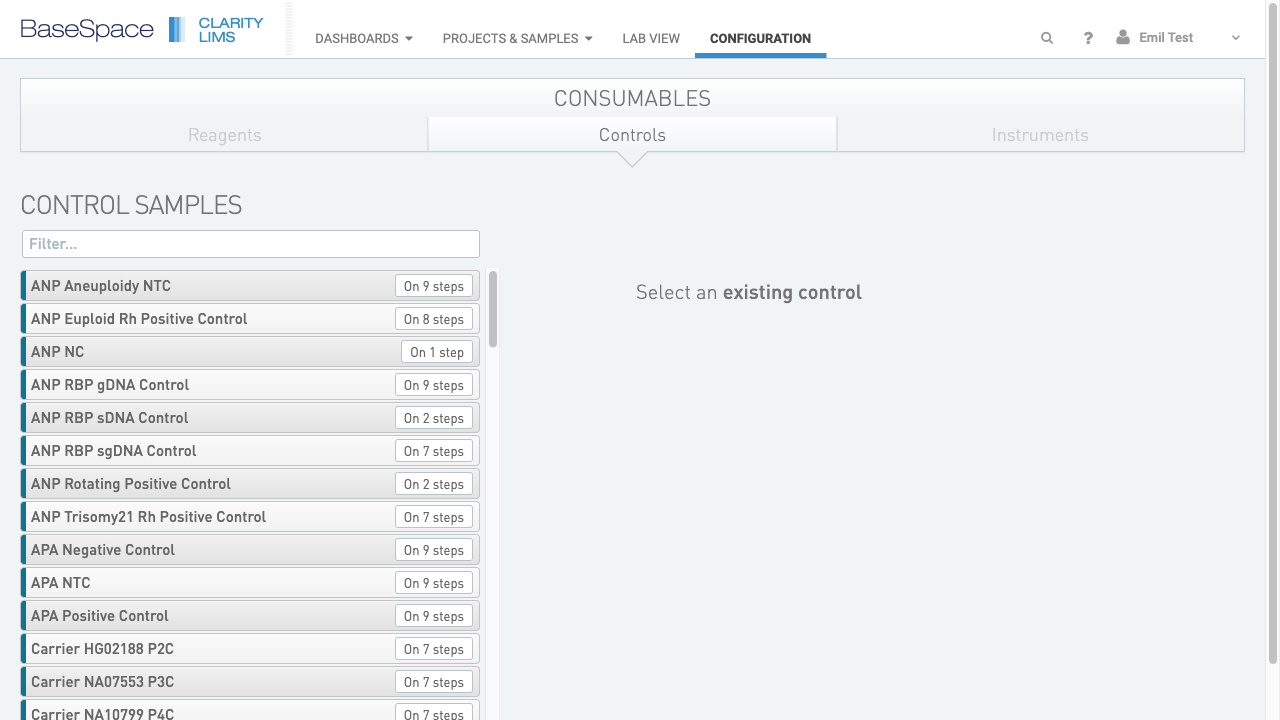 BaseSpace CLARITY LIMS
DASHBOARDS PROJECTS & SAMPLES LAB VIEW CONFIGURATION ? Emil Test
CONSUMABLES
Reagents Controls Instruments
CONTROL SAMPLES
Filter...
Select an existing control
ANP Aneuploidy NTC On 9 steps
ANP Euploid Rh Positive Control On 8 steps
ANP NC On 1 step
ANP RBP gDNA Control On 9 steps
ANP RBP sDNA Control On 2 steps
ANP RBP sgDNA Control On 7 steps
ANP Rotating Positive Control On 2 steps
ANP Trisomy21 Rh Positive Control On 7 steps
APA Negative Control On 9 steps
APA NTC On 9 steps
APA Positive Control On 9 steps
Carrier HG02188 P2C On 7 steps
Carrier NA07553 P3C On 7 steps
Carrier NA10799 P4C On 7 steps